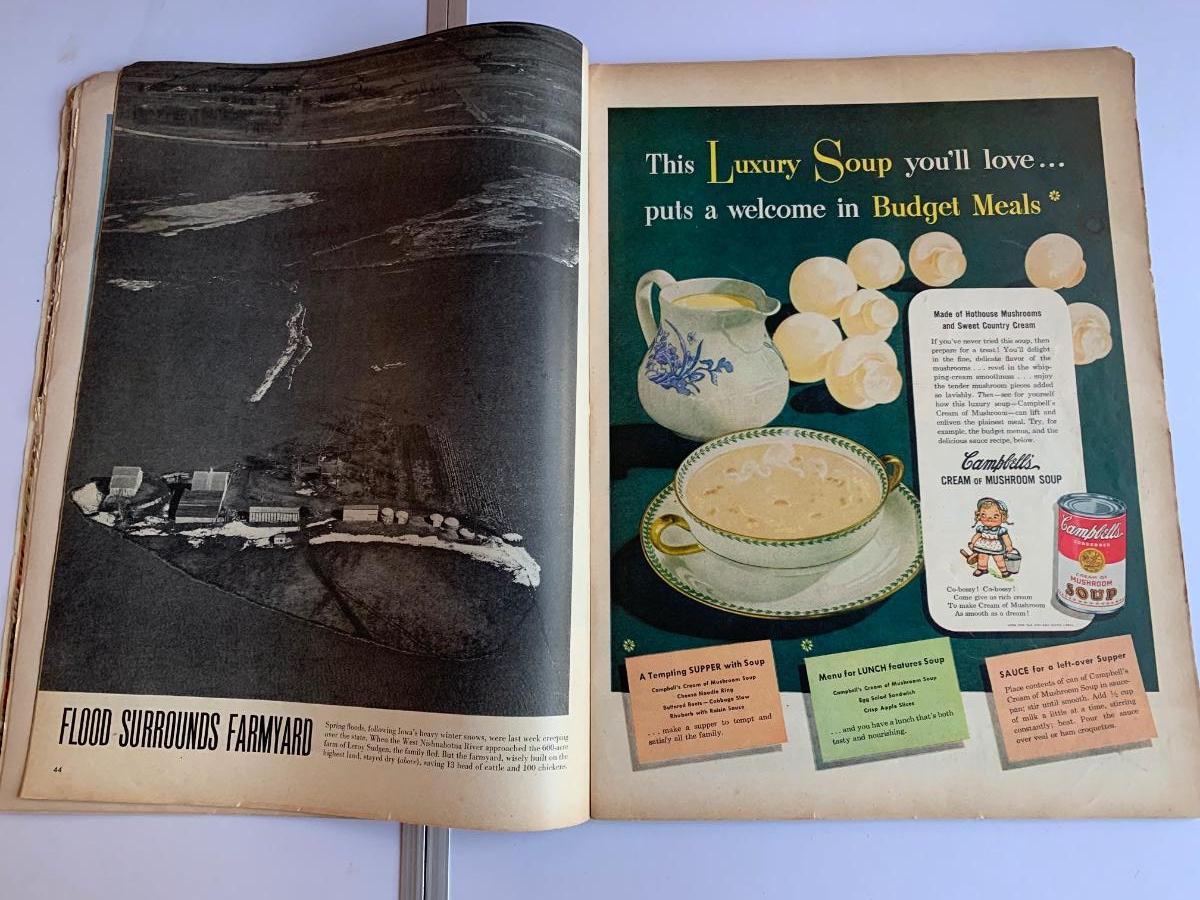 FLOOD SURROUNDS FARMYARD
Spring floods, following Iowa's heavy winter snows, were last week creeping
over the state. When the West Nishnabotna River approached the 600-acre
farm of Leroy Sudgen, the family fled. But the farmyard, wisely built on the
highest land, stayed dry (above), saving 13 head of cattle and 100 chickens.
44
This Luxury Soup you'll love...
puts a welcome in Budget Meals*
Made of Hothouse Mushrooms
and Sweet Country Cream
If you've never tried this soup, then
prepare for a treat! You'll delight
in the fine, delicate flavor of the
mushrooms . . . revel in the whip-
ping-cream smoothness . . . enjoy
the tender mushroom pieces added
so lavishly. Then—see for yourself
how this luxury soup—Campbell's
Cream of Mushroom—can lift and
enliven the plainest meal. Try, for
example, the budget menus, and the
delicious sauce recipe, below.
Campbell's
CREAM OF MUSHROOM SOUP
Co-bossy! Co-bossy!
Come give us rich cream
To make Cream of Mushroom
As smooth as a dream!
Campbell's
CONDENSED
CREAM OF
MUSHROOM
SOUP
A Tempting SUPPER with Soup
Campbell's Cream of Mushroom Soup
Cheese Noodle Ring
Buttered Beets—Cabbage Slaw
Rhubarb with Raisin Sauce
. . . make a supper to tempt and
satisfy all the family.
Menu for LUNCH features Soup
Campbell's Cream of Mushroom Soup
Egg Salad Sandwich
Crisp Apple Slices
. . . and you have a lunch that's both
tasty and nourishing.
SAUCE for a left-over Supper
Place contents of can of Campbell's
Cream of Mushroom Soup in sauce-
pan; stir until smooth. Add ½ cup
of milk a little at a time, stirring
constantly; heat. Pour the sauce
over veal or ham croquettes.